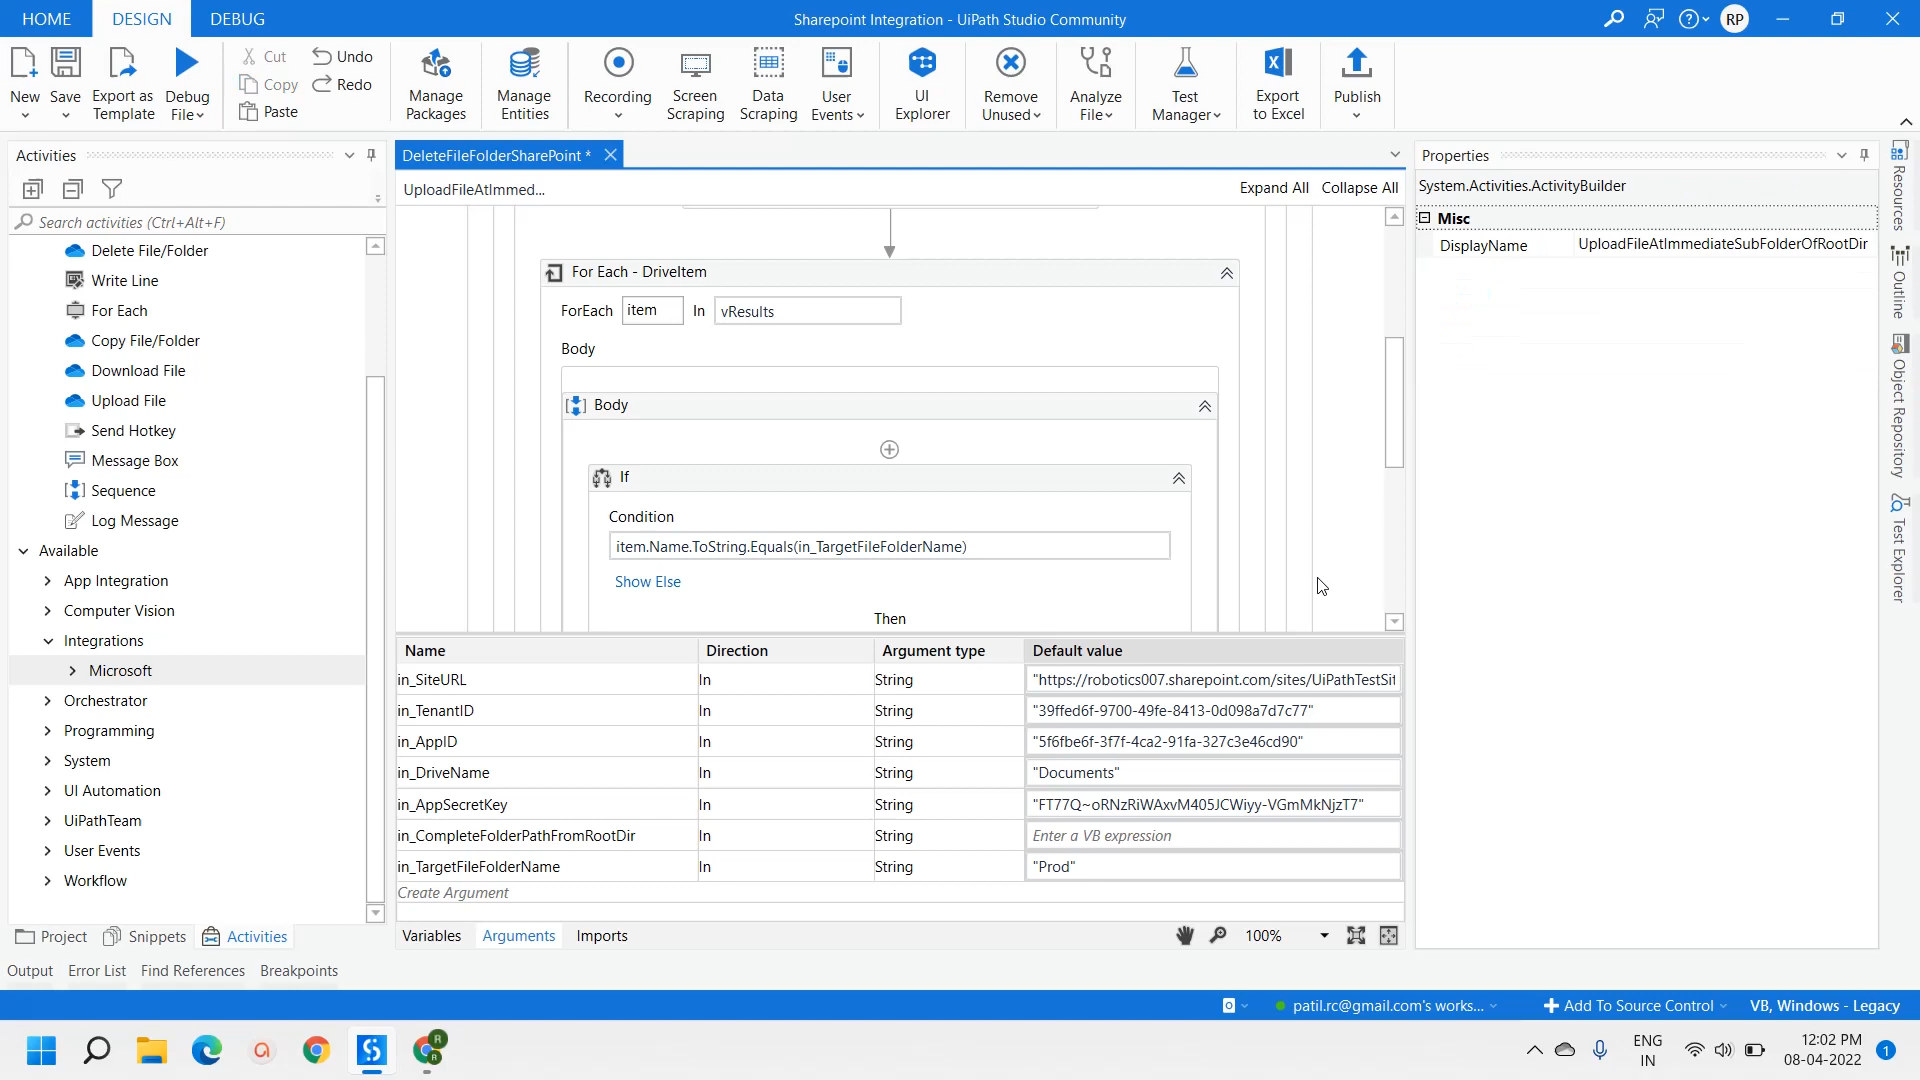 HOME
DESIGN
DEBUG
Sharepoint Integration - UiPath Studio Community
RP
New
Save
Export as Template
Debug File
Cut
Copy
Paste
Undo
Redo
Manage Packages
Manage Entities
Recording
Screen Scraping
Data Scraping
User Events
UI Explorer
Remove Unused
Analyze File
Test Manager
Export to Excel
Publish
Activities
Search activities (Ctrl+Alt+F)
Delete File/Folder
Write Line
For Each
Copy File/Folder
Download File
Upload File
Send Hotkey
Message Box
Sequence
Log Message
Available
App Integration
Computer Vision
Integrations
Microsoft
Orchestrator
Programming
System
UI Automation
UiPathTeam
User Events
Workflow
Project
Snippets
Activities
DeleteFileFolderSharePoint *
UploadFileAtImmed...
Expand All
Collapse All
For Each - DriveItem
ForEach item In vResults
Body
Body
If
Condition
item.Name.ToString.Equals(in_TargetFileFolderName)
Show Else
Then
Name Direction Argument type Default value
in_SiteURL In String "https://robotics007.sharepoint.com/sites/UiPathTestSit
in_TenantID In String "39ffed6f-9700-49fe-8413-0d098a7d7c77"
in_AppID In String "5f6fbe6f-3f7f-4ca2-91fa-327c3e46cd90"
in_DriveName In String "Documents"
in_AppSecretKey In String "FT77Q~oRNzRiWAxvM405JCWiyy-VGmMkNjzT7"
in_CompleteFolderPathFromRootDir In String Enter a VB expression
in_TargetFileFolderName In String "Prod"
Create Argument
Variables
Arguments
Imports
100%
Properties
System.Activities.ActivityBuilder
Misc
DisplayName UploadFileAtImmediateSubFolderOfRootDir
Resources
Outline
Object Repository
Test Explorer
Output
Error List
Find References
Breakpoints
patil.rc@gmail.com's works...
Add To Source Control
VB, Windows - Legacy
ENG
IN
12:02 PM
08-04-2022
1